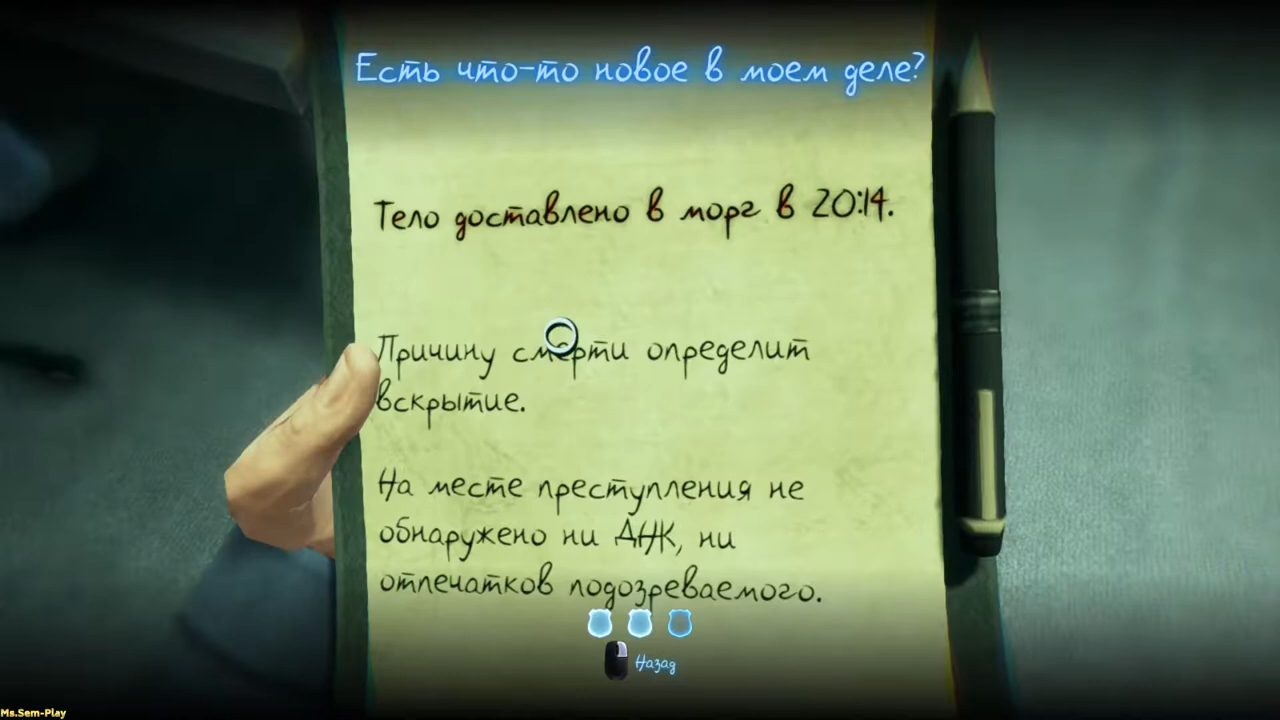 Есть что-то новое в моем деле?
Тело доставлено в морг в 20:14.
Причину смерти определит
вскрытие.
На месте преступления не
обнаружено ни ДНК, ни
отпечатков подозреваемого.
Назад
Ms.Sem-Play